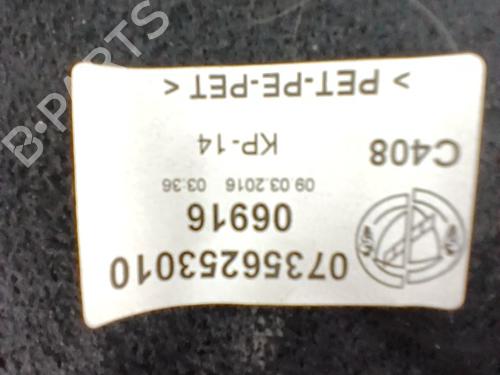 07356253010
06916
09.03.2016 03:36
C408 KP-14
> PET-PE-PET <
B-PARTS